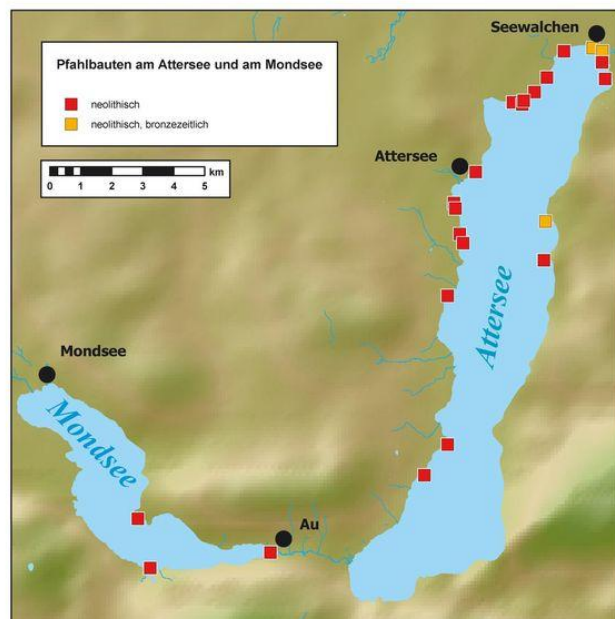 Pfahlbauten am Attersee und am Mondsee
neolithisch
neolithisch, bronzezeitlich
km
0 1 2 3 4 5
Seewalchen
Attersee
Attersee
Mondsee
Mondsee
Au